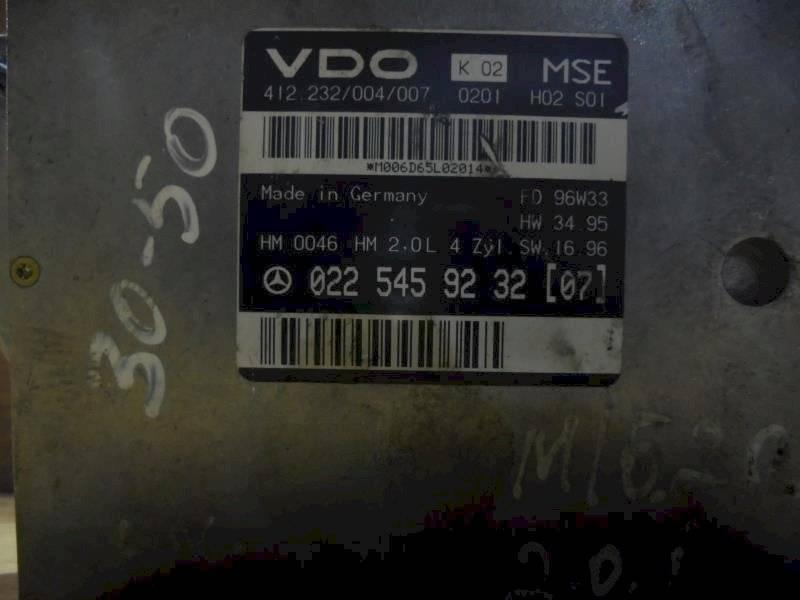 VDO K 02 MSE
412.232/004/007 0201 H02 S01
*M006D65L02014*
Made in Germany FD 96W33
HW 34.95
HM 0046 HM 2.0L 4 Zyl. SW 16.96
022 545 92 32 [07]
30-50